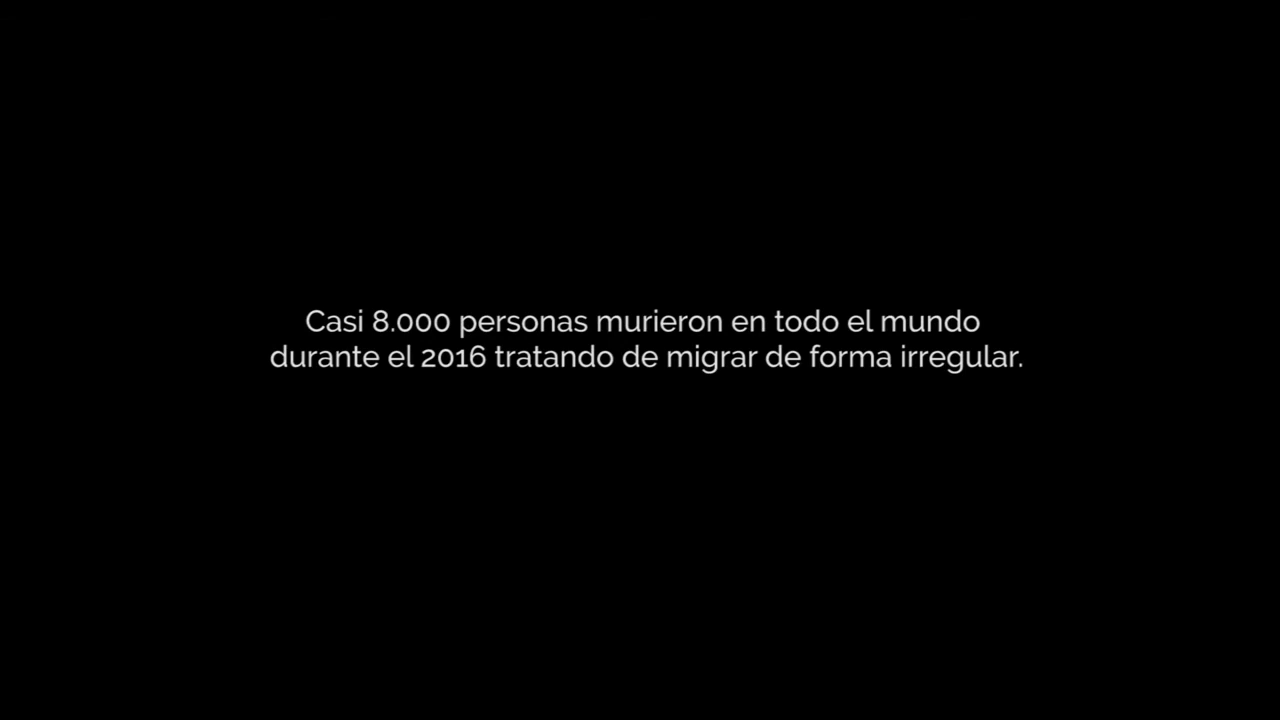 Casi 8.000 personas murieron en todo el mundo
durante el 2016 tratando de migrar de forma irregular.